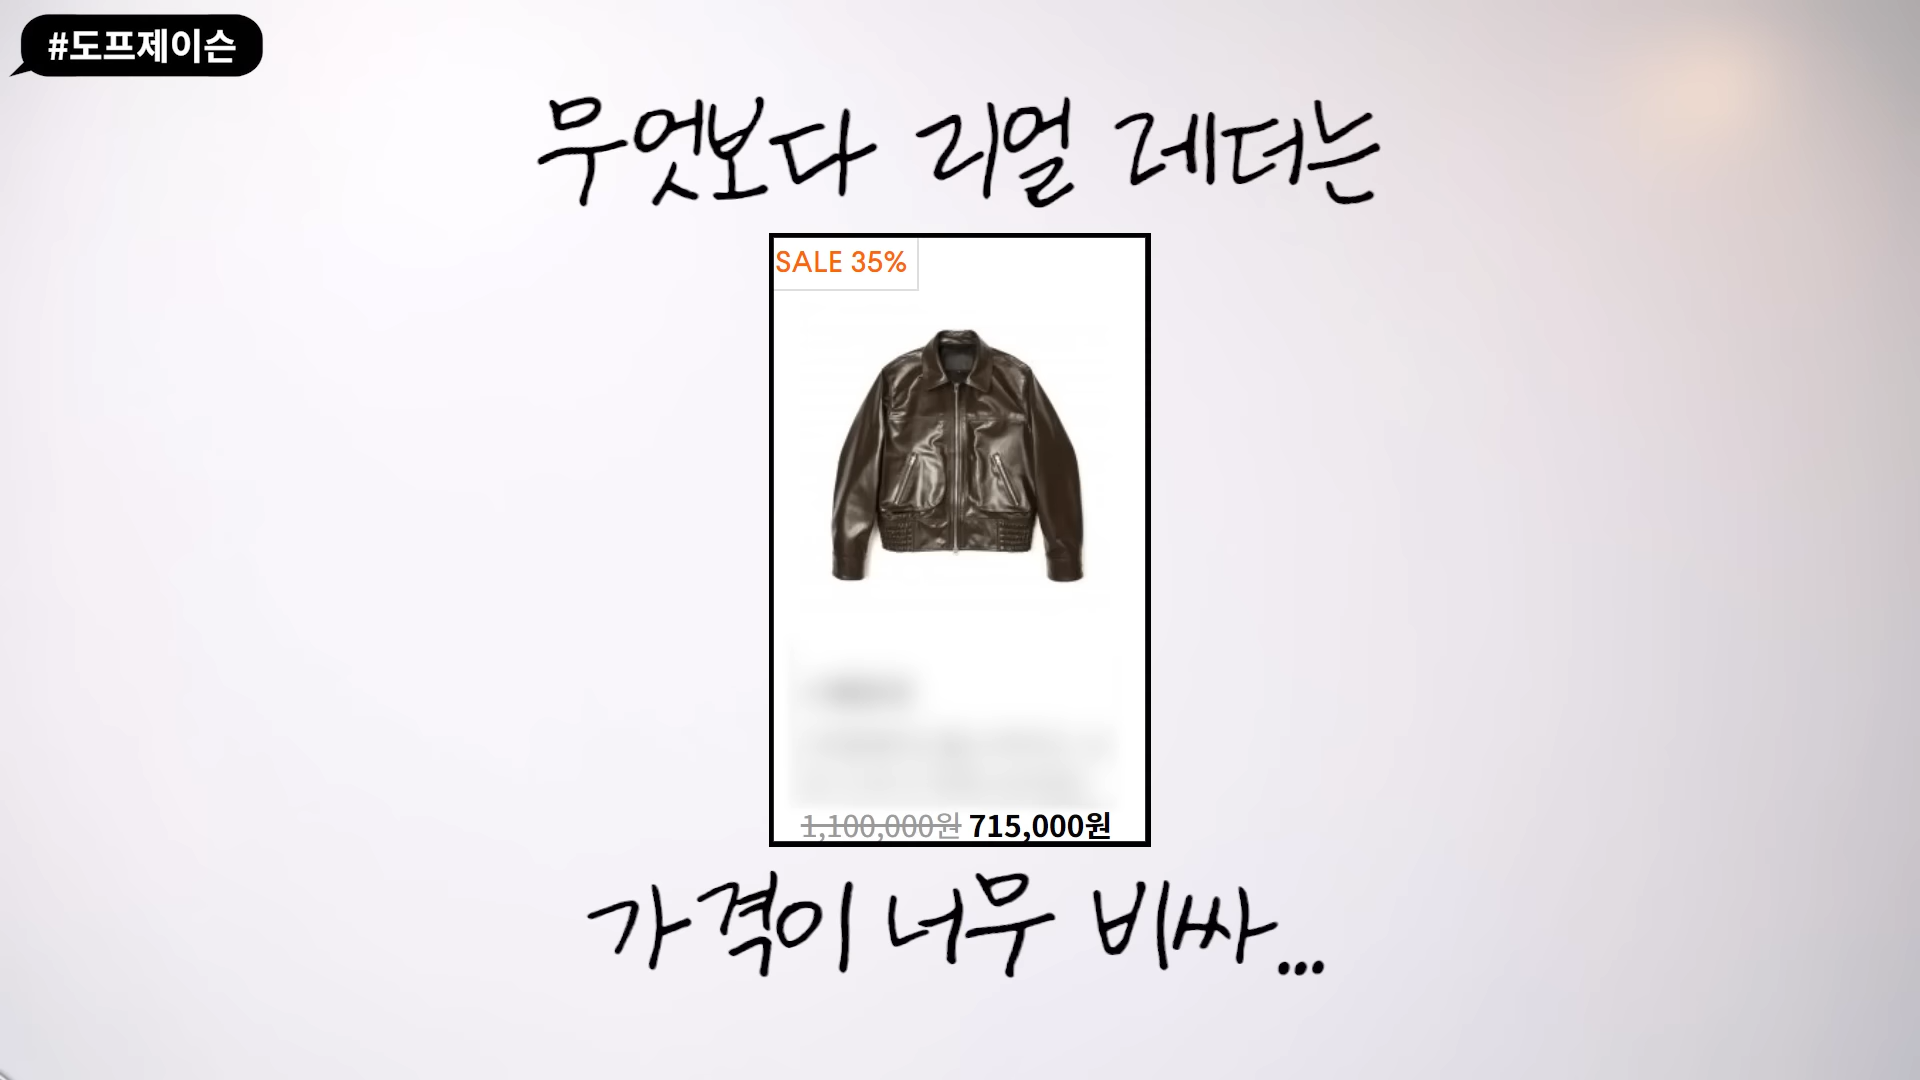 #도프제이슨
무엇보다 리얼 레더는
SALE 35%
1,100,000원 715,000원
가격이 너무 비싸...